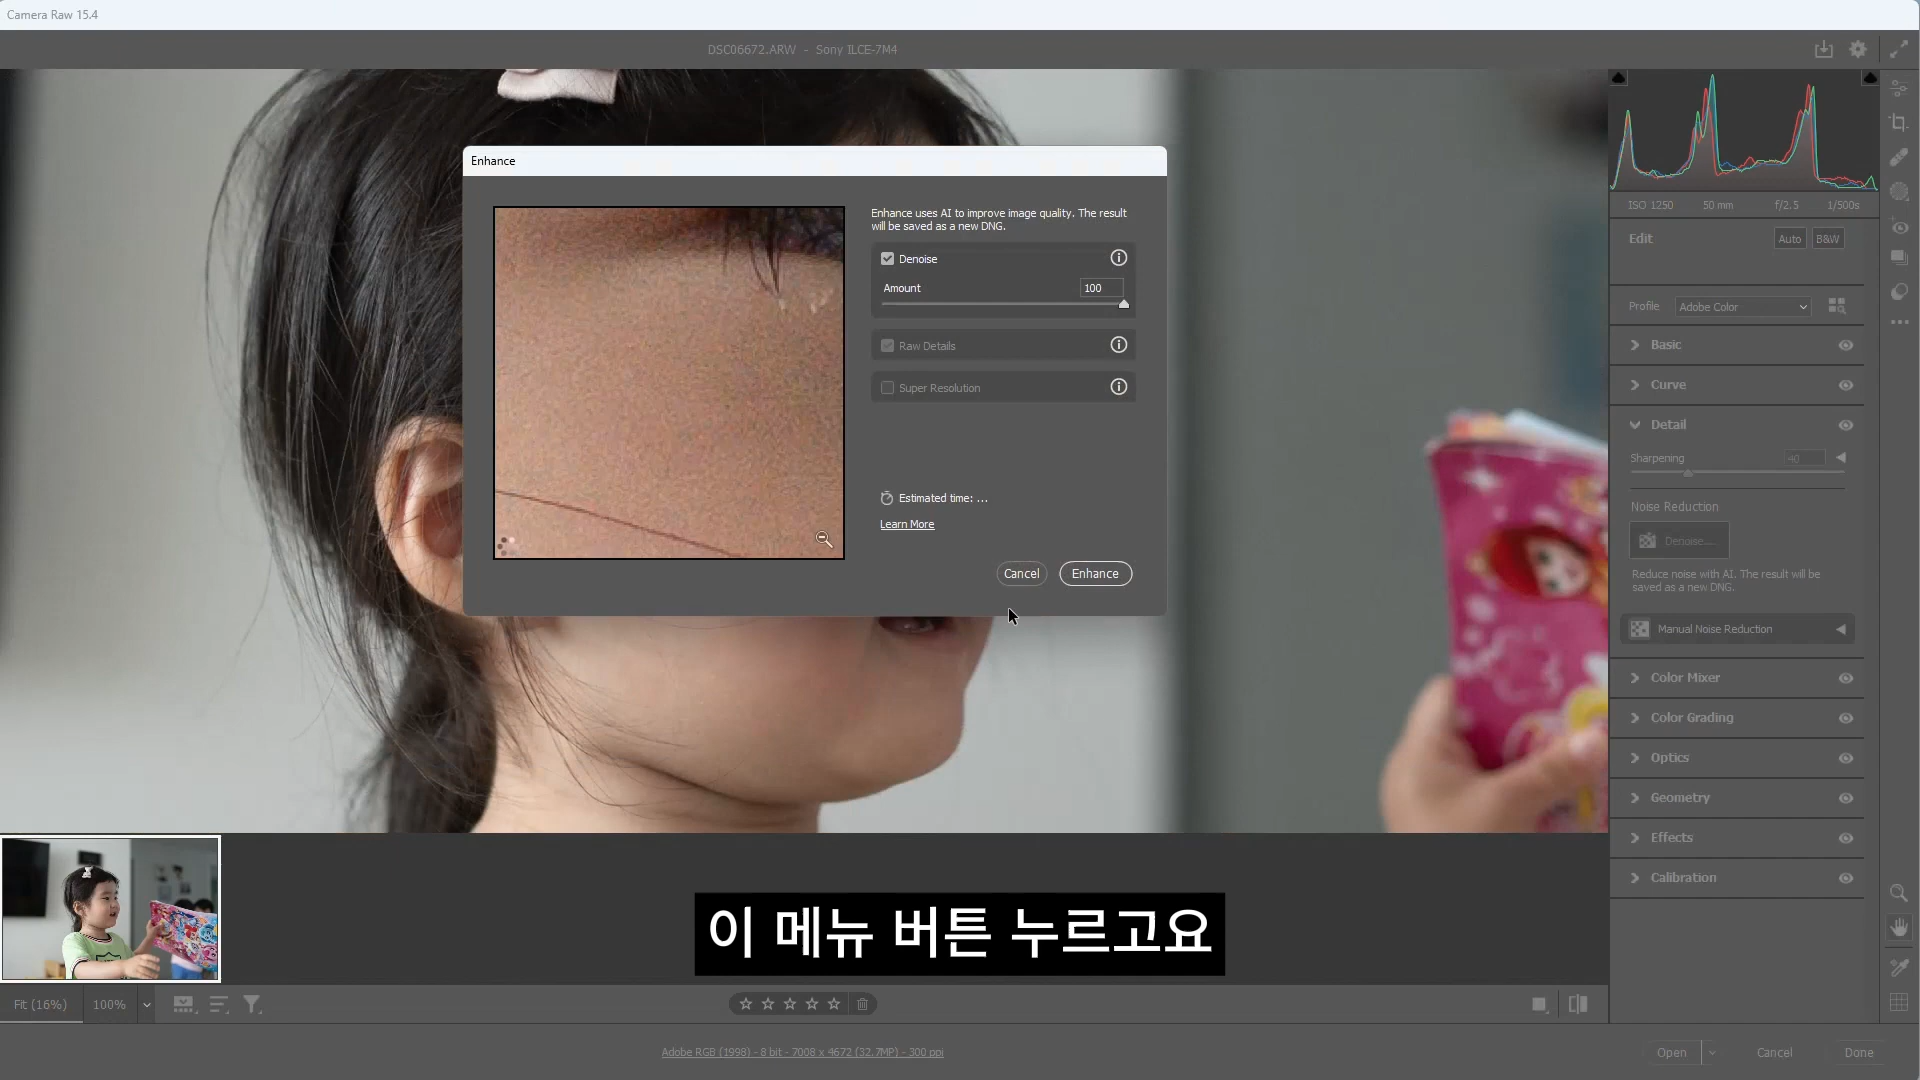 Camera Raw 15.4
DSC06672.ARW - Sony ILCE-7M4
ISO 1250 50 mm f/2.5 1/500s
Edit Auto B&W
Profile Adobe Color
Basic
Curve
Detail
Sharpening 40
Noise Reduction
Denoise...
Reduce noise with AI. The result will be
saved as a new DNG.
Manual Noise Reduction
Color Mixer
Color Grading
Optics
Geometry
Effects
Calibration
Enhance
Enhance uses AI to improve image quality. The result
will be saved as a new DNG.
Denoise
Amount 100
Raw Details
Super Resolution
Estimated time: ...
Learn More
Cancel Enhance
이 메뉴 버튼 누르고요
Fit (16%) 100%
Adobe RGB (1998) - 8 bit - 7008 x 4672 (32.7MP) - 300 ppi
Open Cancel Done